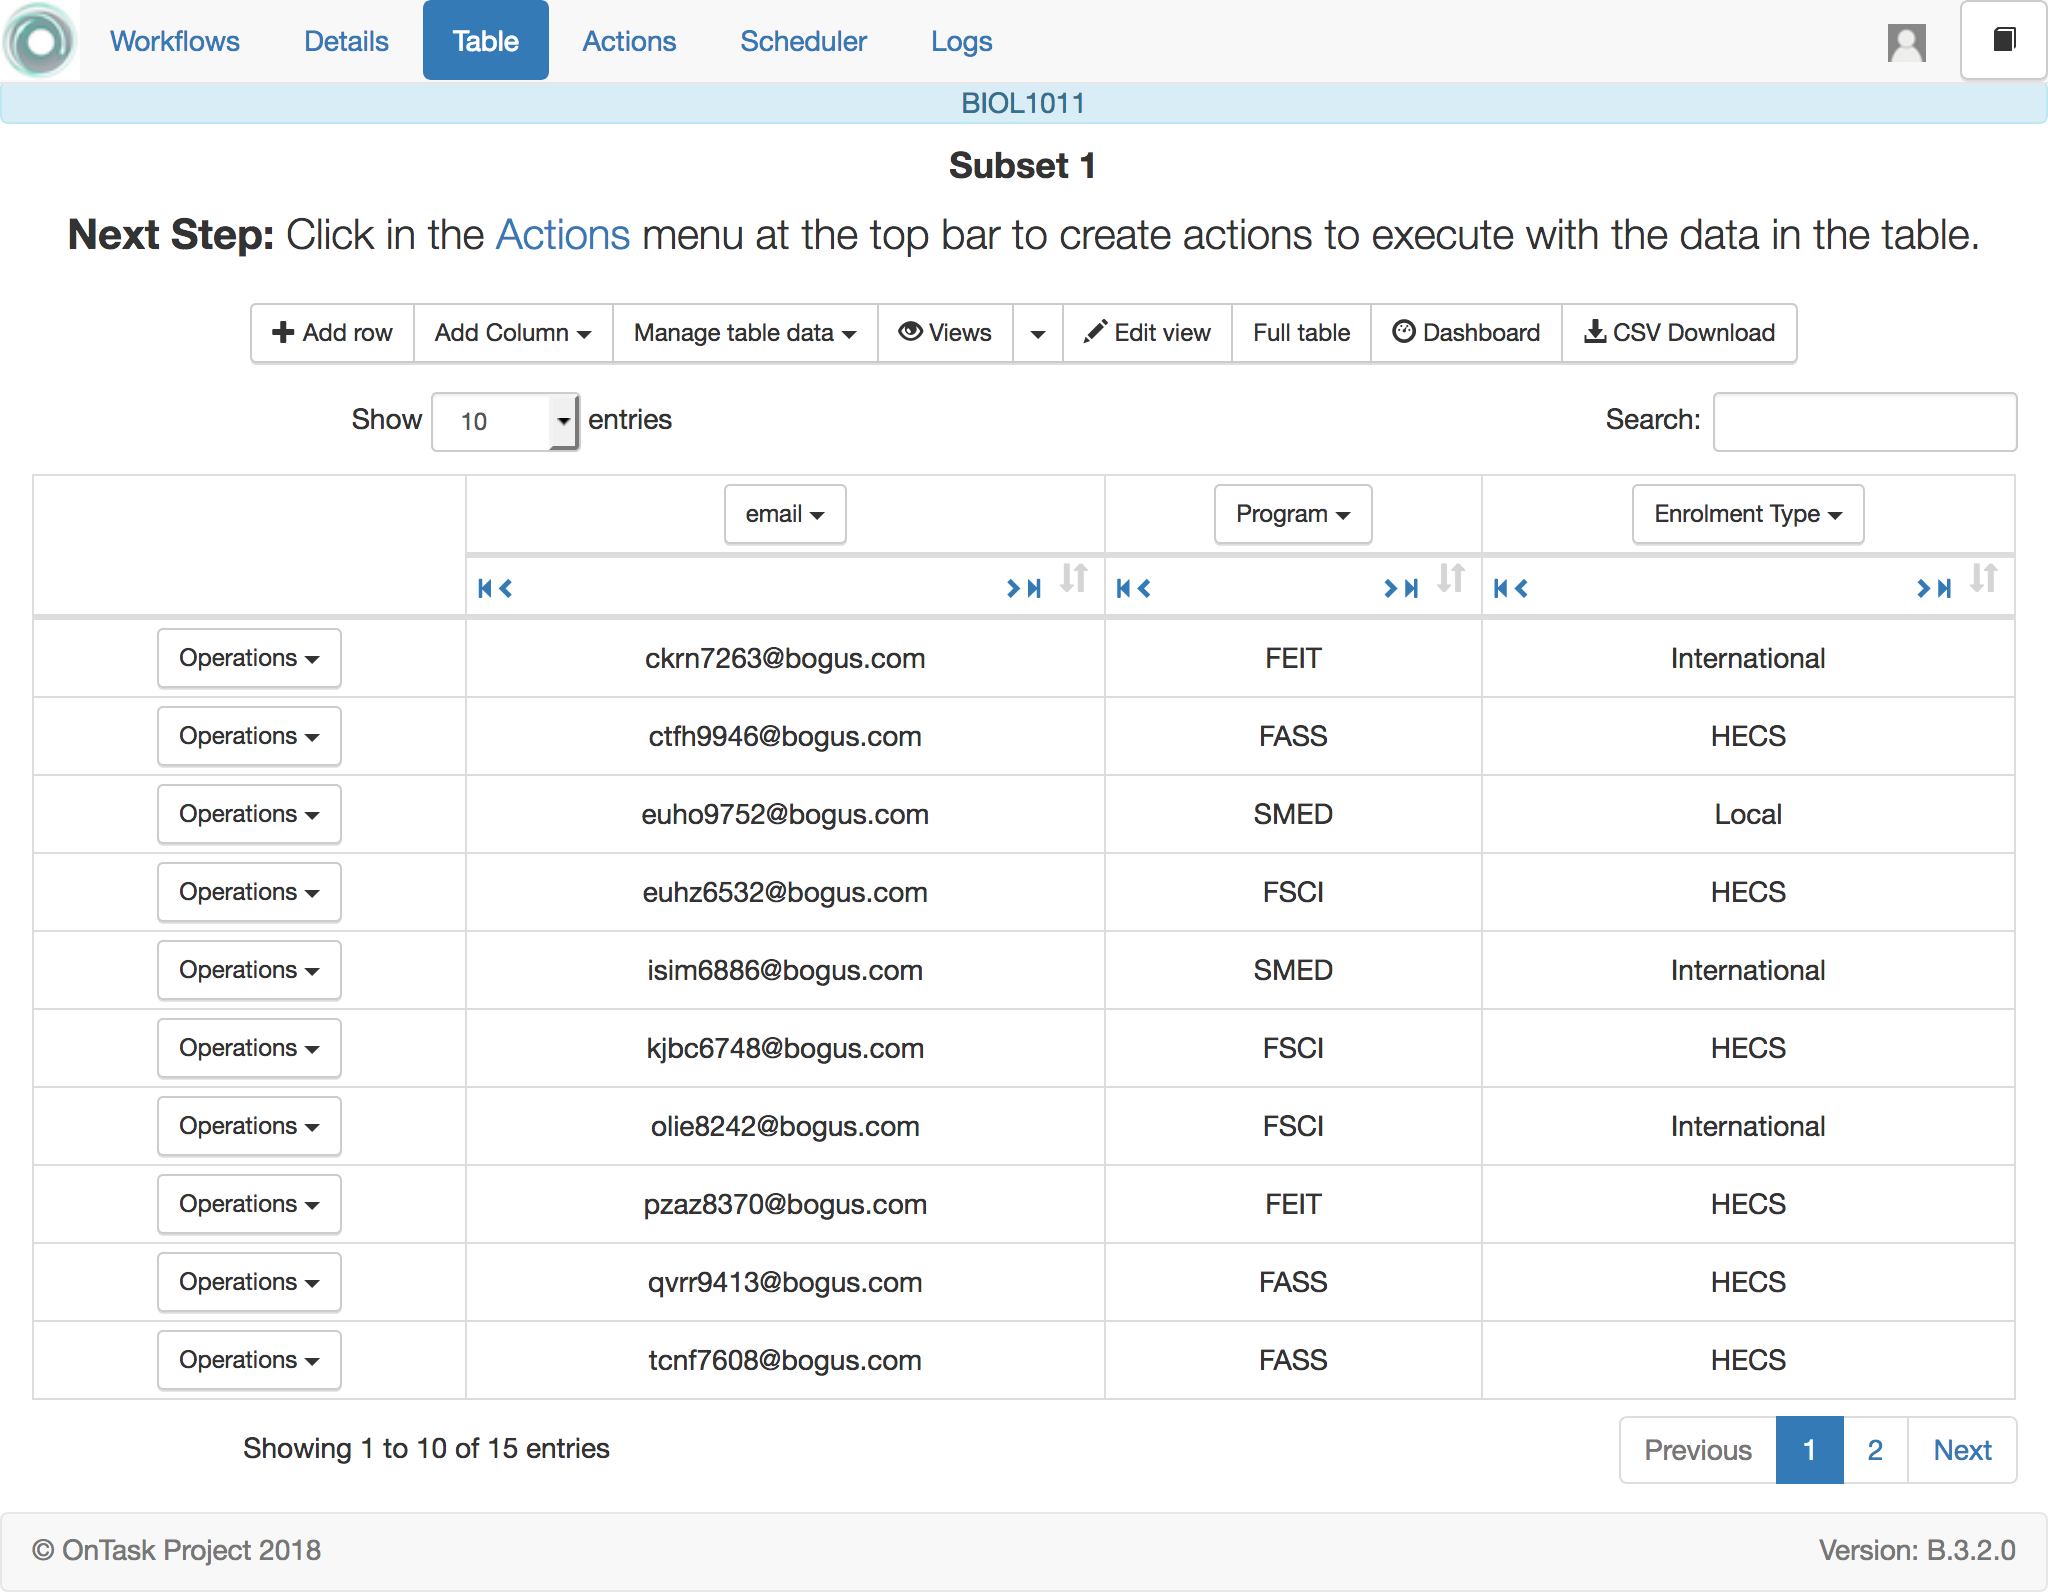 Workflows Details Table Actions Scheduler Logs
BIOL1011
Subset 1
Next Step: Click in the Actions menu at the top bar to create actions to execute with the data in the table.
Add row Add Column Manage table data Views Edit view Full table Dashboard CSV Download
Show 10 entries Search:
email Program Enrolment Type
Operations ckrn7263@bogus.com FEIT International
Operations ctfh9946@bogus.com FASS HECS
Operations euho9752@bogus.com SMED Local
Operations euhz6532@bogus.com FSCI HECS
Operations isim6886@bogus.com SMED International
Operations kjbc6748@bogus.com FSCI HECS
Operations olie8242@bogus.com FSCI International
Operations pzaz8370@bogus.com FEIT HECS
Operations qvrr9413@bogus.com FASS HECS
Operations tcnf7608@bogus.com FASS HECS
Showing 1 to 10 of 15 entries Previous 1 2 Next
© OnTask Project 2018 Version: B.3.2.0